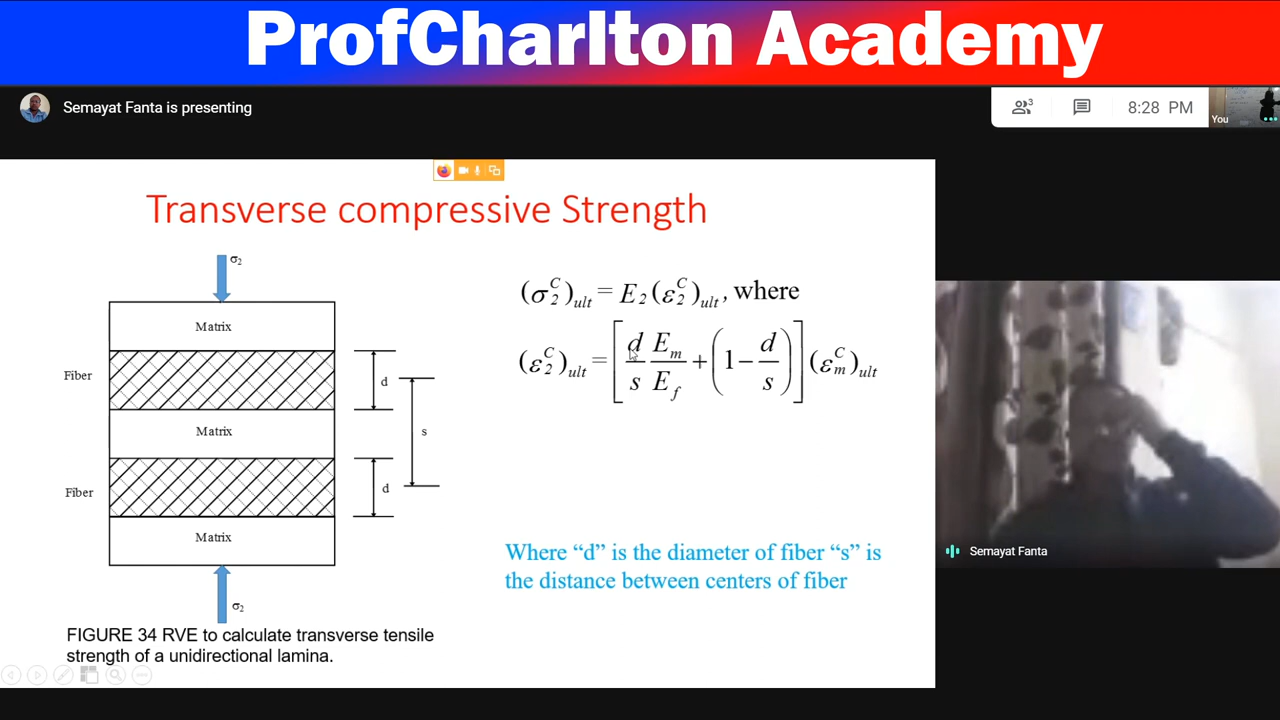 ProfCharlton Academy
Semayat Fanta is presenting
3
8:28 PM
You
Transverse compressive Strength
σ2
Matrix
Fiber
d
Matrix
s
Fiber
d
Matrix
σ2
(σ₂ᶜ)ult = E₂(ε₂ᶜ)ult, where
(ε₂ᶜ)ult = [d/s Em/Ef + (1 − d/s)] (εmᶜ)ult
Where “d” is the diameter of fiber “s” is
the distance between centers of fiber
FIGURE 34 RVE to calculate transverse tensile
strength of a unidirectional lamina.
Semayat Fanta